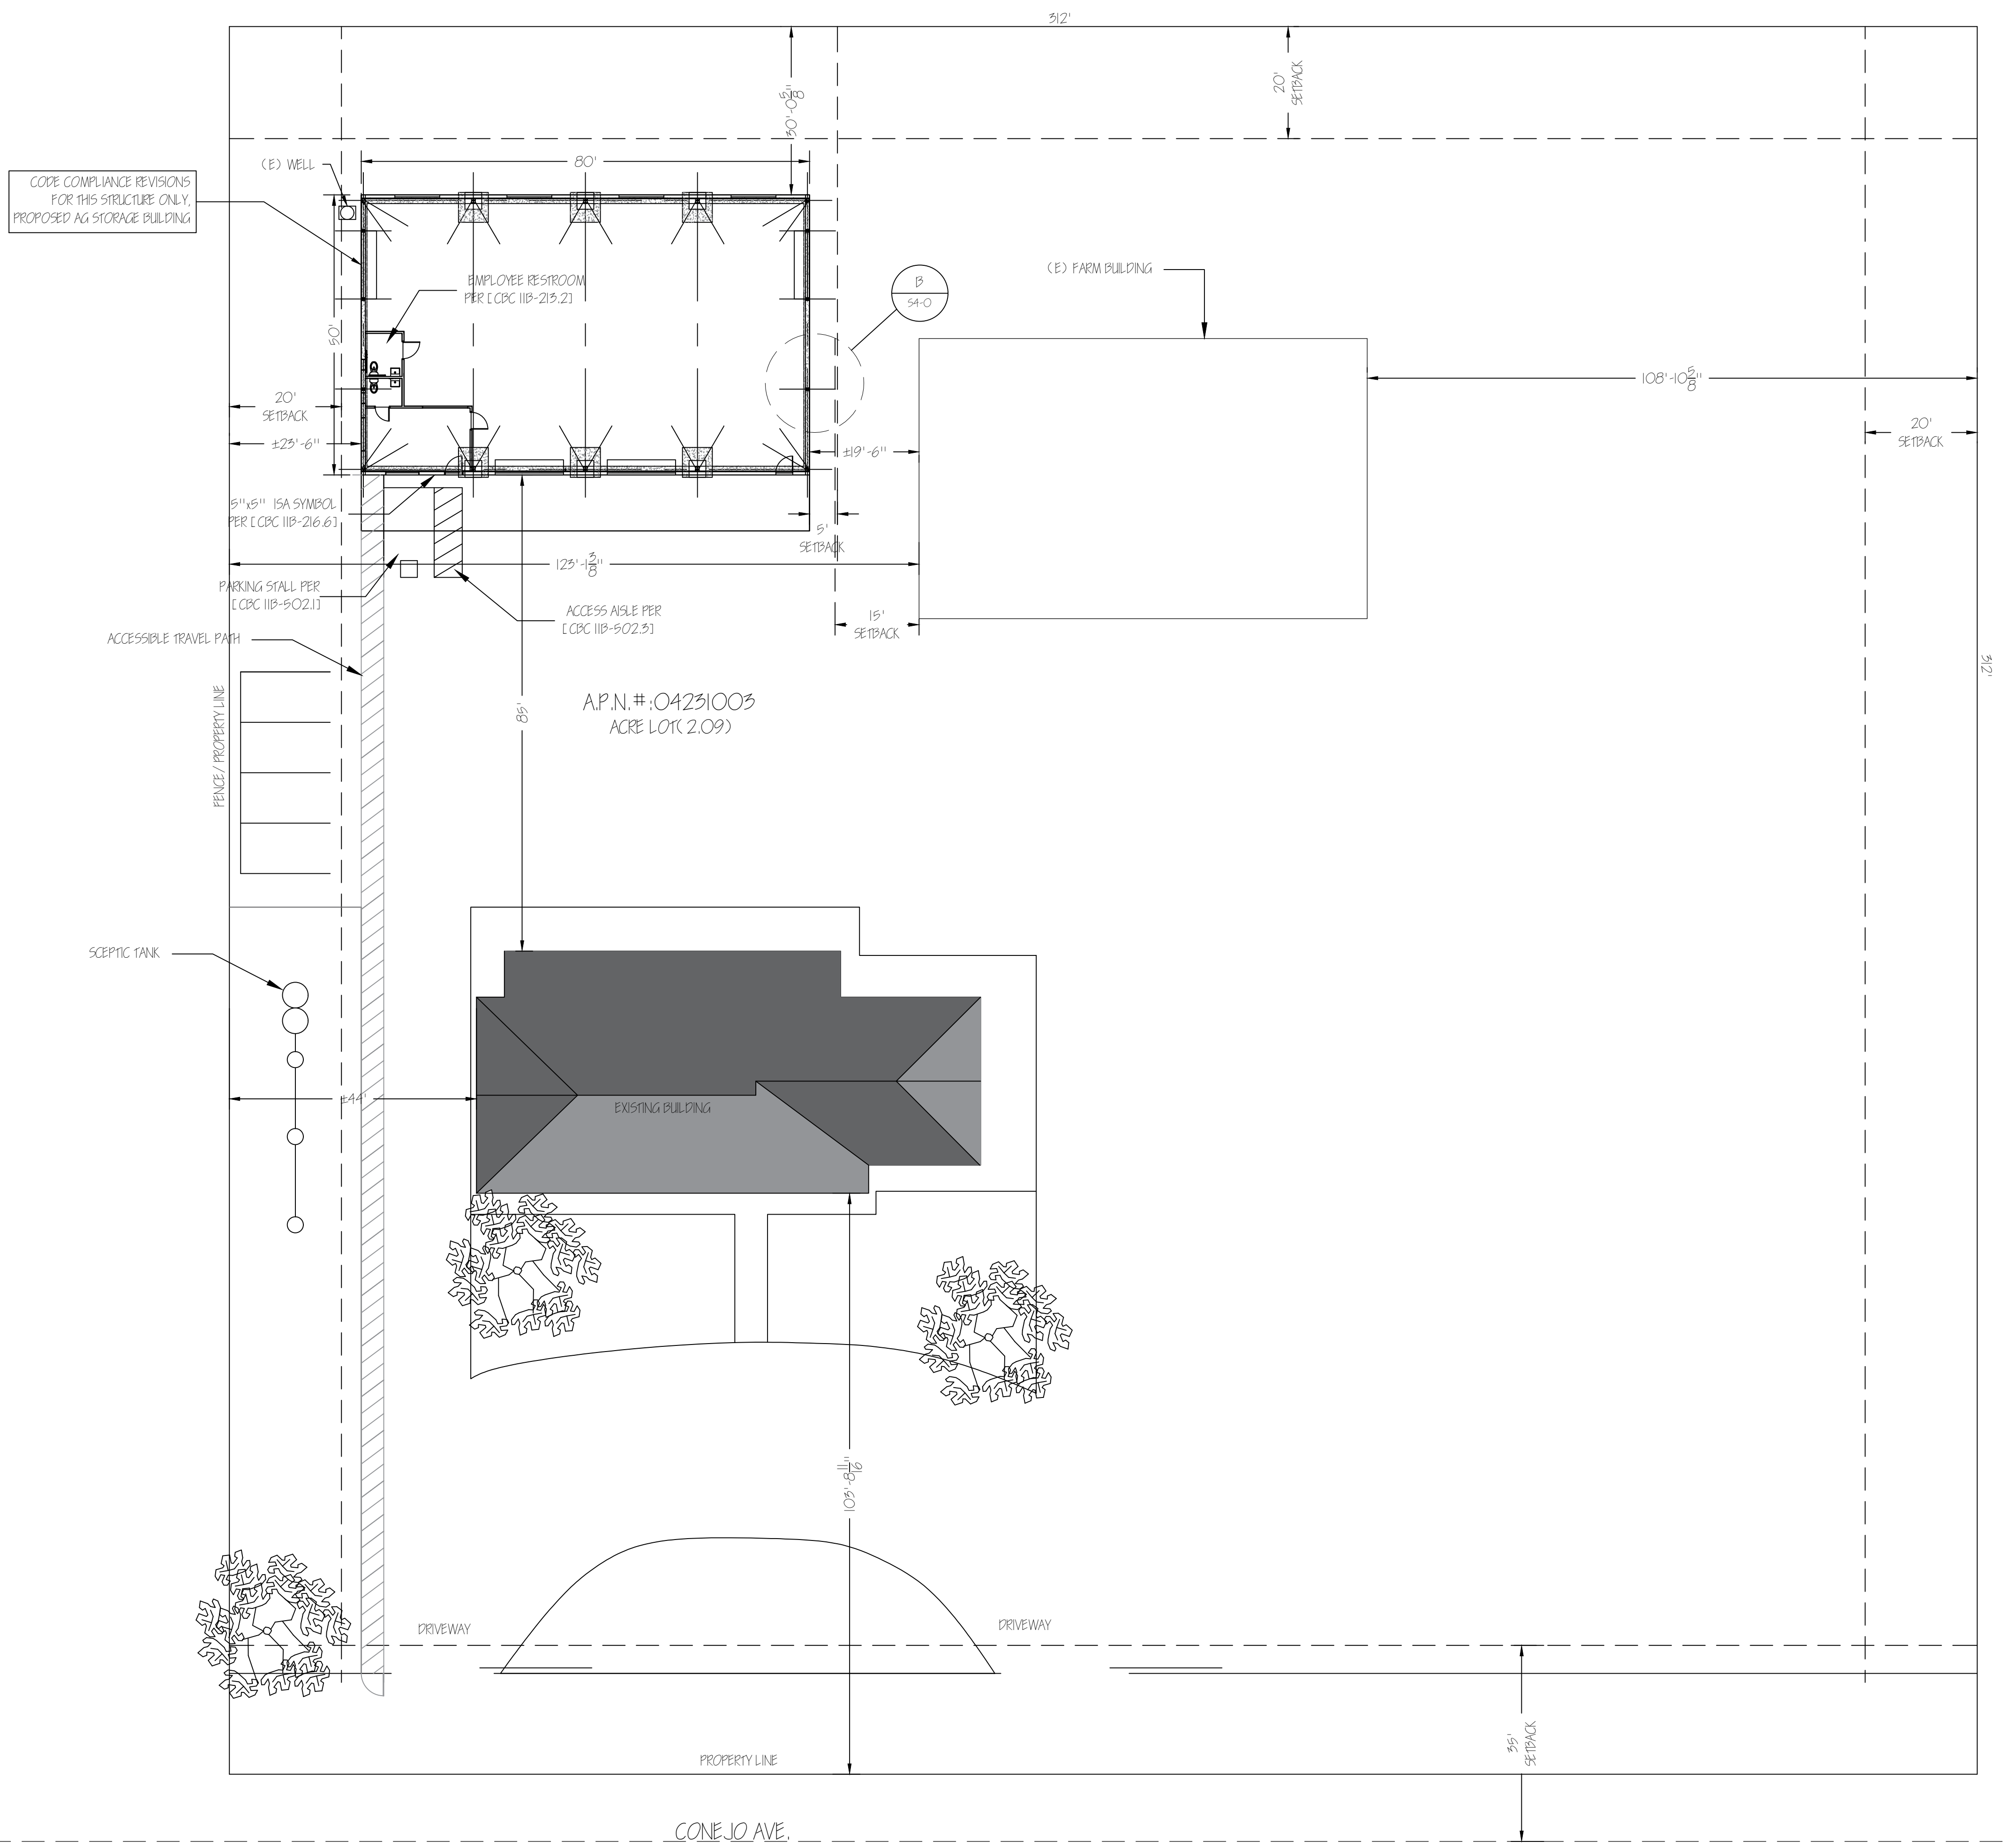 312'
30'-0 5/8"
20'
SETBACK
80'
(E) WELL
CODE COMPLIANCE REVISIONS
FOR THIS STRUCTURE ONLY,
PROPOSED AG STORAGE BUILDING
EMPLOYEE RESTROOM
PER [CBC 11B-213.2]
B
S4-0
(E) FARM BUILDING
50'
108'-10 5/8"
20'
SETBACK
±23'-6"
±19'-6"
20'
SETBACK
5"x5" ISA SYMBOL
PER [CBC 11B-216.6]
5'
SETBACK
123'-1 3/8"
PARKING STALL PER
[CBC 11B-502.1]
ACCESS AISLE PER
[CBC 11B-502.3]
15'
SETBACK
ACCESSIBLE TRAVEL PATH
312'
FENCE/ PROPERTY LINE
85'
A.P.N.#:04231003
ACRE LOT(2.09)
SCEPTIC TANK
±44'
EXISTING BUILDING
103'-8 11/16"
DRIVEWAY
DRIVEWAY
35'
SETBACK
PROPERTY LINE
CONEJO AVE.